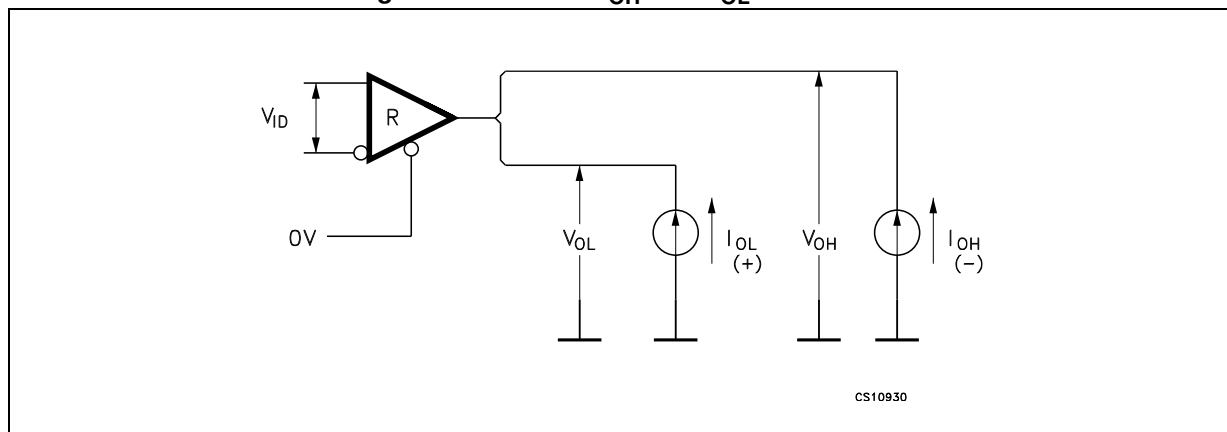 V_ID
R
0V
V_OL
I_OL
(+)
V_OH
I_OH
(-)
CS10930